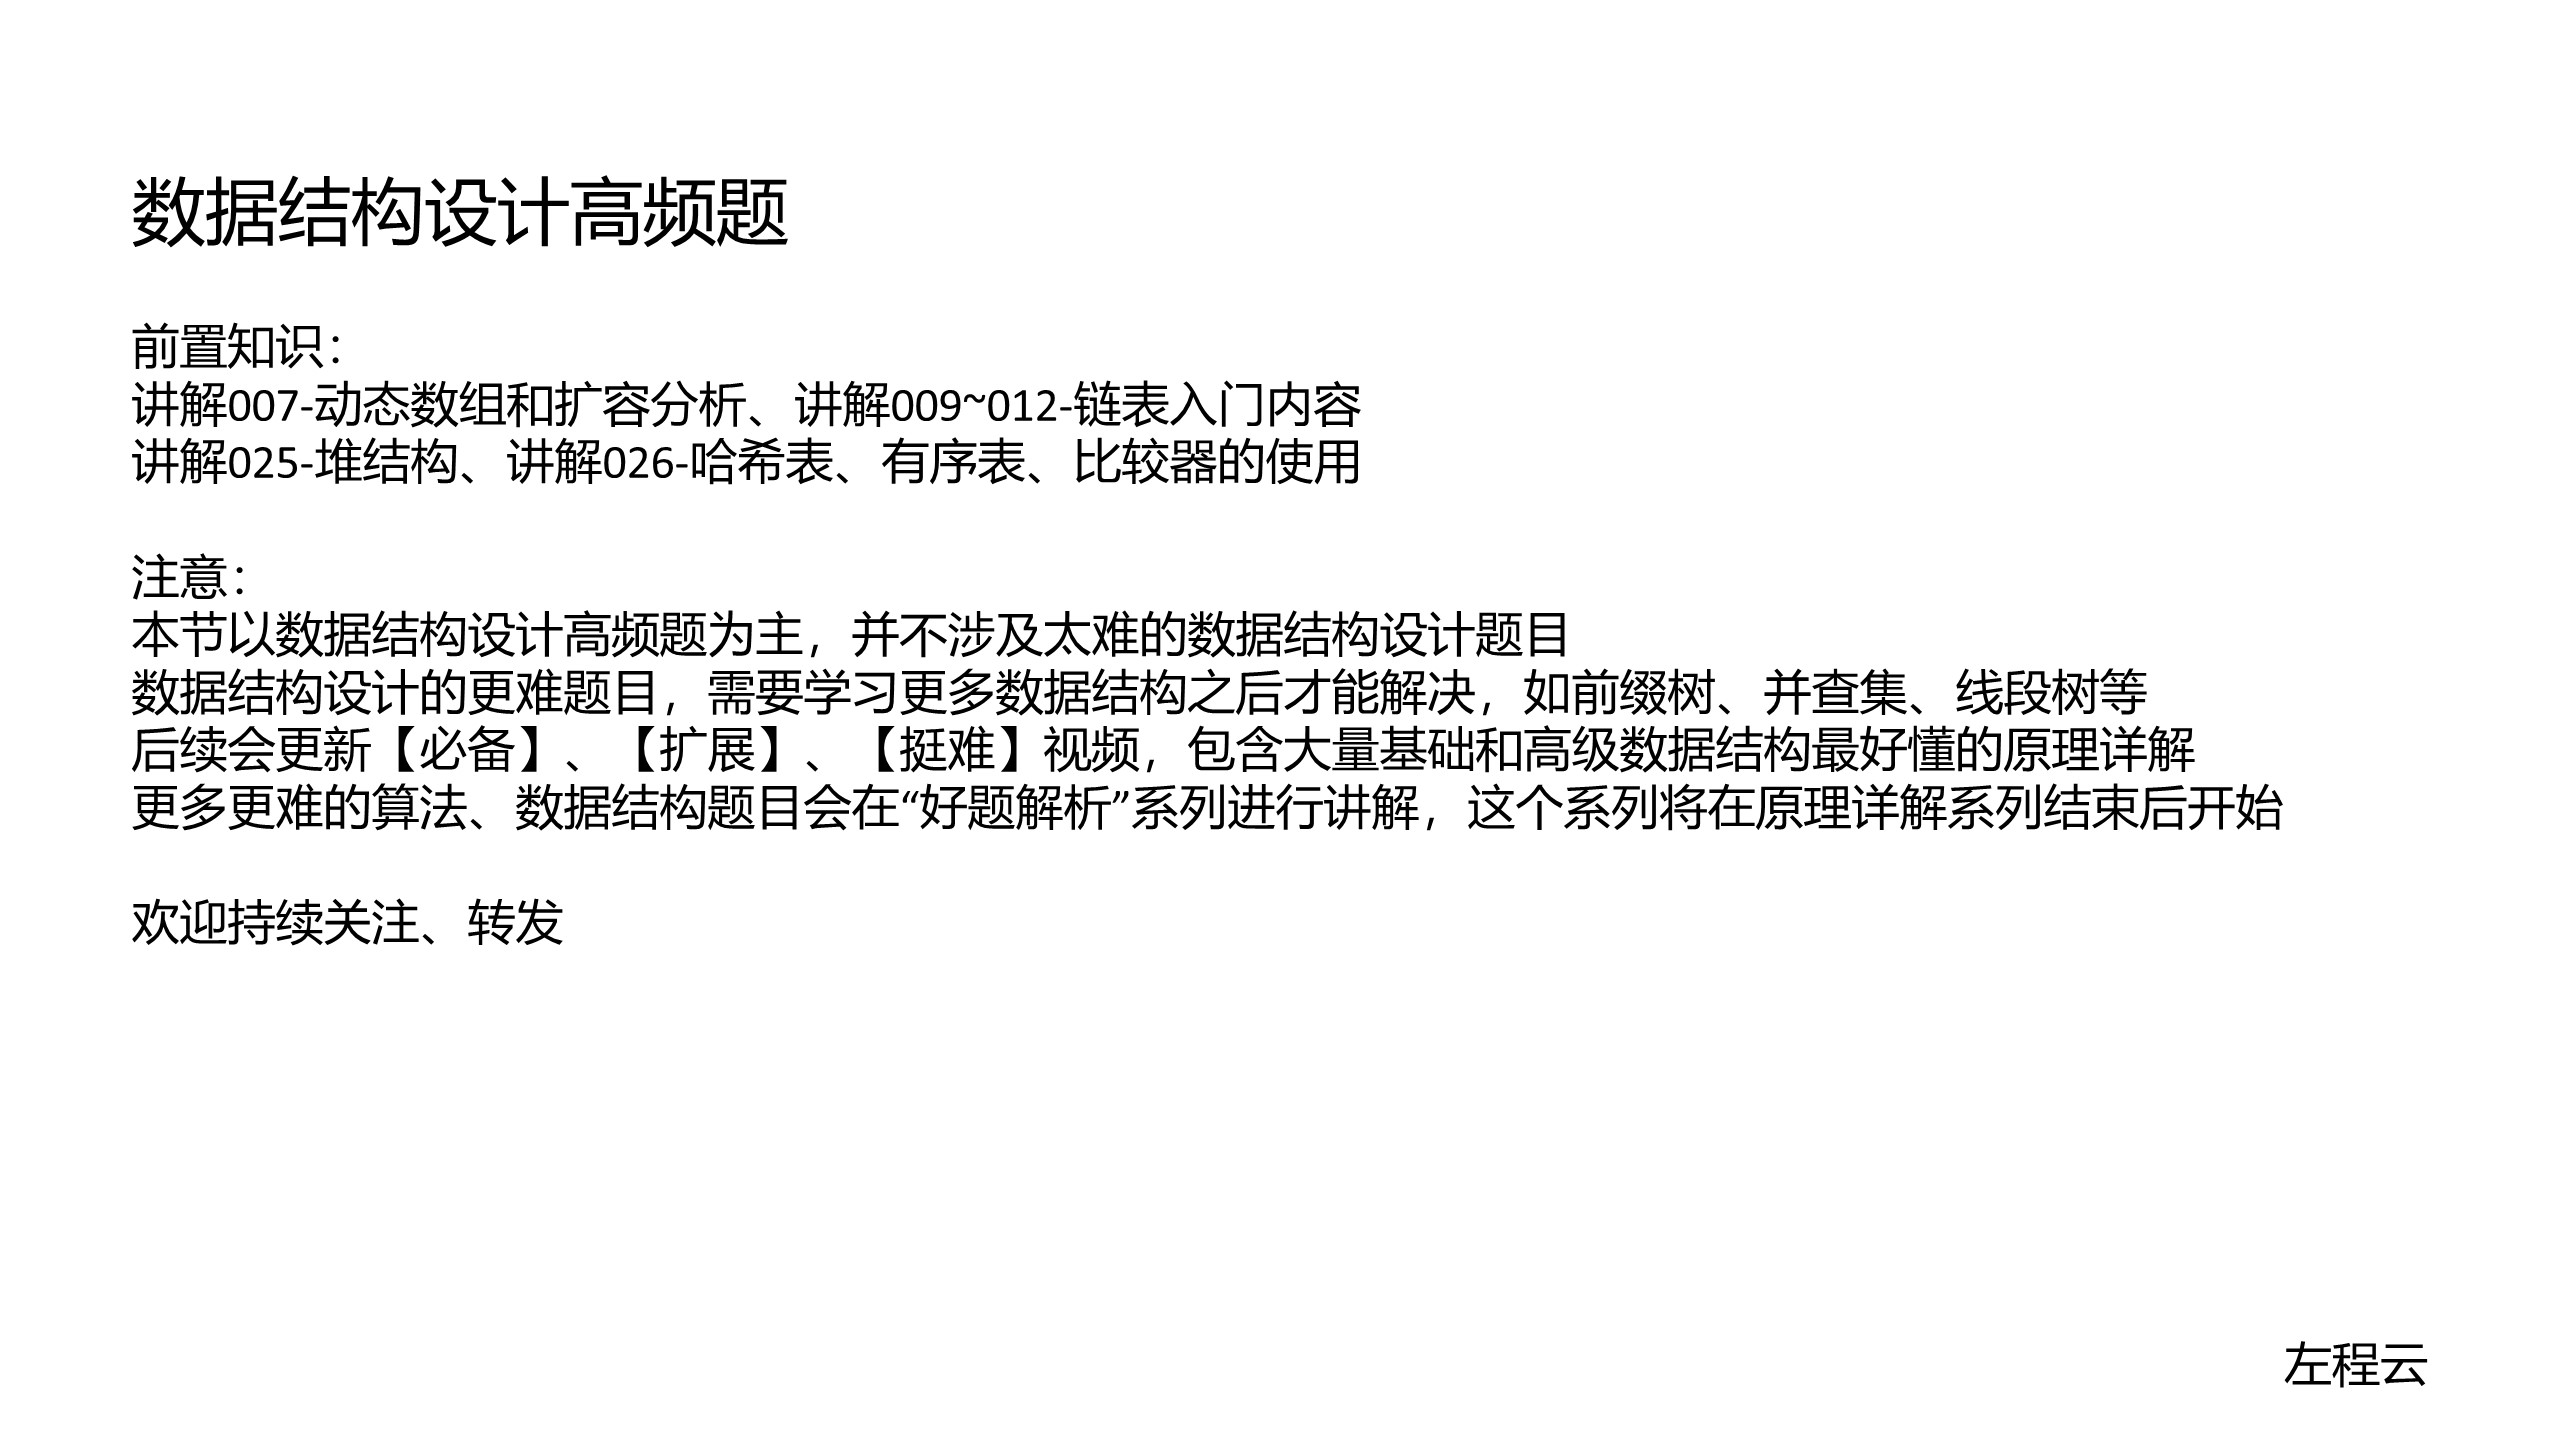 数据结构设计高频题
前置知识：
讲解007-动态数组和扩容分析、讲解009~012-链表入门内容
讲解025-堆结构、讲解026-哈希表、有序表、比较器的使用
注意：
本节以数据结构设计高频题为主，并不涉及太难的数据结构设计题目
数据结构设计的更难题目，需要学习更多数据结构之后才能解决，如前缀树、并查集、线段树等
后续会更新【必备】、【扩展】、【挺难】视频，包含大量基础和高级数据结构最好懂的原理详解
更多更难的算法、数据结构题目会在“好题解析”系列进行讲解，这个系列将在原理详解系列结束后开始
欢迎持续关注、转发
左程云